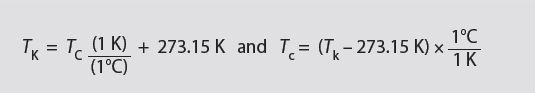 T_K = T_C (1 K)/(1°C) + 273.15 K and T_c = (T_k – 273.15 K) × 1°C/1 K